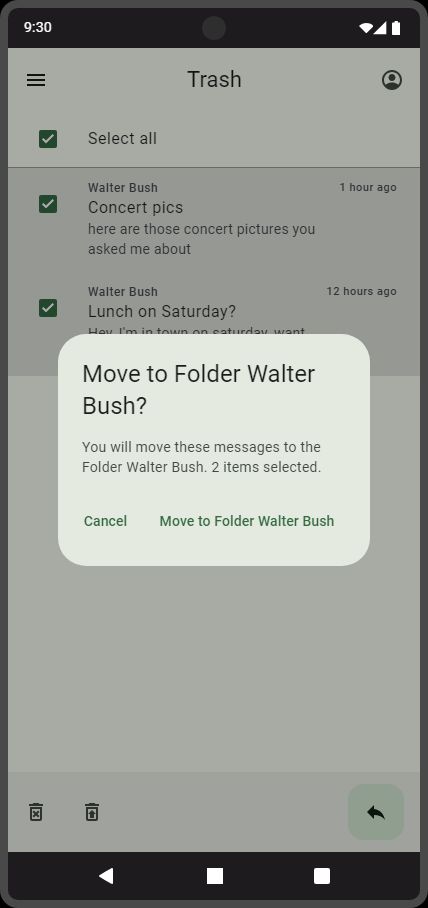 9:30
Trash
Select all
Walter Bush
1 hour ago
Concert pics
here are those concert pictures you
asked me about
Walter Bush
12 hours ago
Lunch on Saturday?
Hey, I'm in town on saturday, want
Move to Folder Walter
Bush?
You will move these messages to the
Folder Walter Bush. 2 items selected.
Cancel
Move to Folder Walter Bush